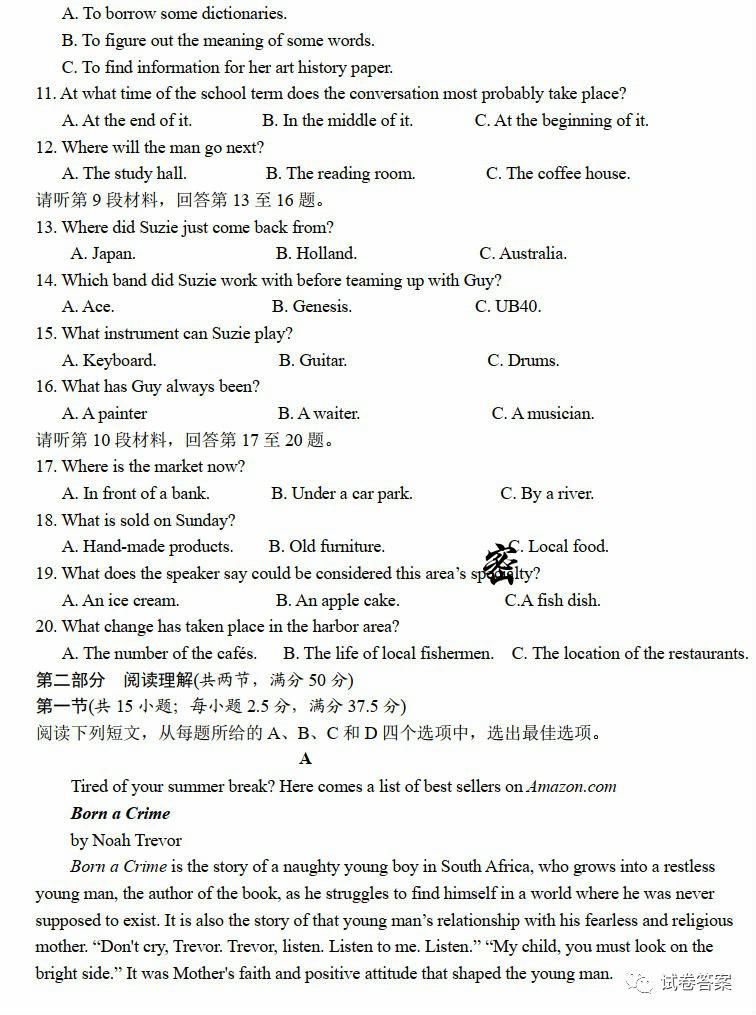 A. To borrow some dictionaries.
B. To figure out the meaning of some words.
C. To find information for her art history paper.
11. At what time of the school term does the conversation most probably take place?
A. At the end of it. B. In the middle of it. C. At the beginning of it.
12. Where will the man go next?
A. The study hall. B. The reading room. C. The coffee house.
请听第 9 段材料，回答第 13 至 16 题。
13. Where did Suzie just come back from?
A. Japan. B. Holland. C. Australia.
14. Which band did Suzie work with before teaming up with Guy?
A. Ace. B. Genesis. C. UB40.
15. What instrument can Suzie play?
A. Keyboard. B. Guitar. C. Drums.
16. What has Guy always been?
A. A painter B. A waiter. C. A musician.
请听第 10 段材料，回答第 17 至 20 题。
17. Where is the market now?
A. In front of a bank. B. Under a car park. C. By a river.
18. What is sold on Sunday?
A. Hand-made products. B. Old furniture. C. Local food.
密
19. What does the speaker say could be considered this area’s specialty?
A. An ice cream. B. An apple cake. C.A fish dish.
20. What change has taken place in the harbor area?
A. The number of the cafés. B. The life of local fishermen. C. The location of the restaurants.
第二部分 阅读理解(共两节，满分 50 分)
第一节(共 15 小题；每小题 2.5 分，满分 37.5 分)
阅读下列短文，从每题所给的 A、B、C 和 D 四个选项中，选出最佳选项。
A
Tired of your summer break? Here comes a list of best sellers on Amazon.com
Born a Crime
by Noah Trevor
Born a Crime is the story of a naughty young boy in South Africa, who grows into a restless
young man, the author of the book, as he struggles to find himself in a world where he was never
supposed to exist. It is also the story of that young man’s relationship with his fearless and religious
mother. “Don't cry, Trevor. Trevor, listen. Listen to me. Listen.” “My child, you must look on the
bright side.” It was Mother's faith and positive attitude that shaped the young man.
试卷答案